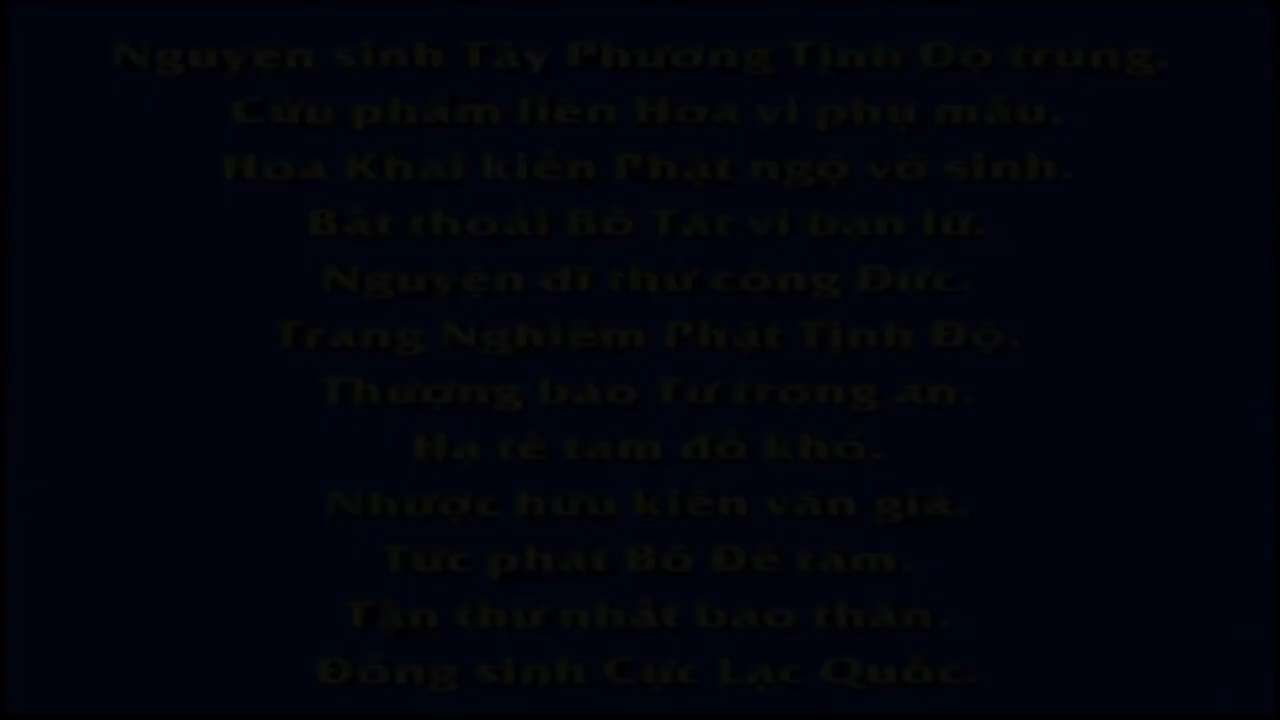 Nguyện sinh Tây Phương Tịnh Độ trung.
Cửu phẩm liên Hoa vi phụ mẫu.
Hoa Khai kiến Phật ngộ vô sinh.
Bất thoái Bồ Tát vi bạn lữ.
Nguyện dĩ thử công Đức.
Trang Nghiêm Phật Tịnh Độ.
Thượng báo Tứ trọng ân.
Hạ tế tam đồ khổ.
Nhược hữu kiến văn giả.
Tức phát Bồ Đề tâm.
Tận thử nhất báo thân.
Đồng sinh Cực Lạc Quốc.